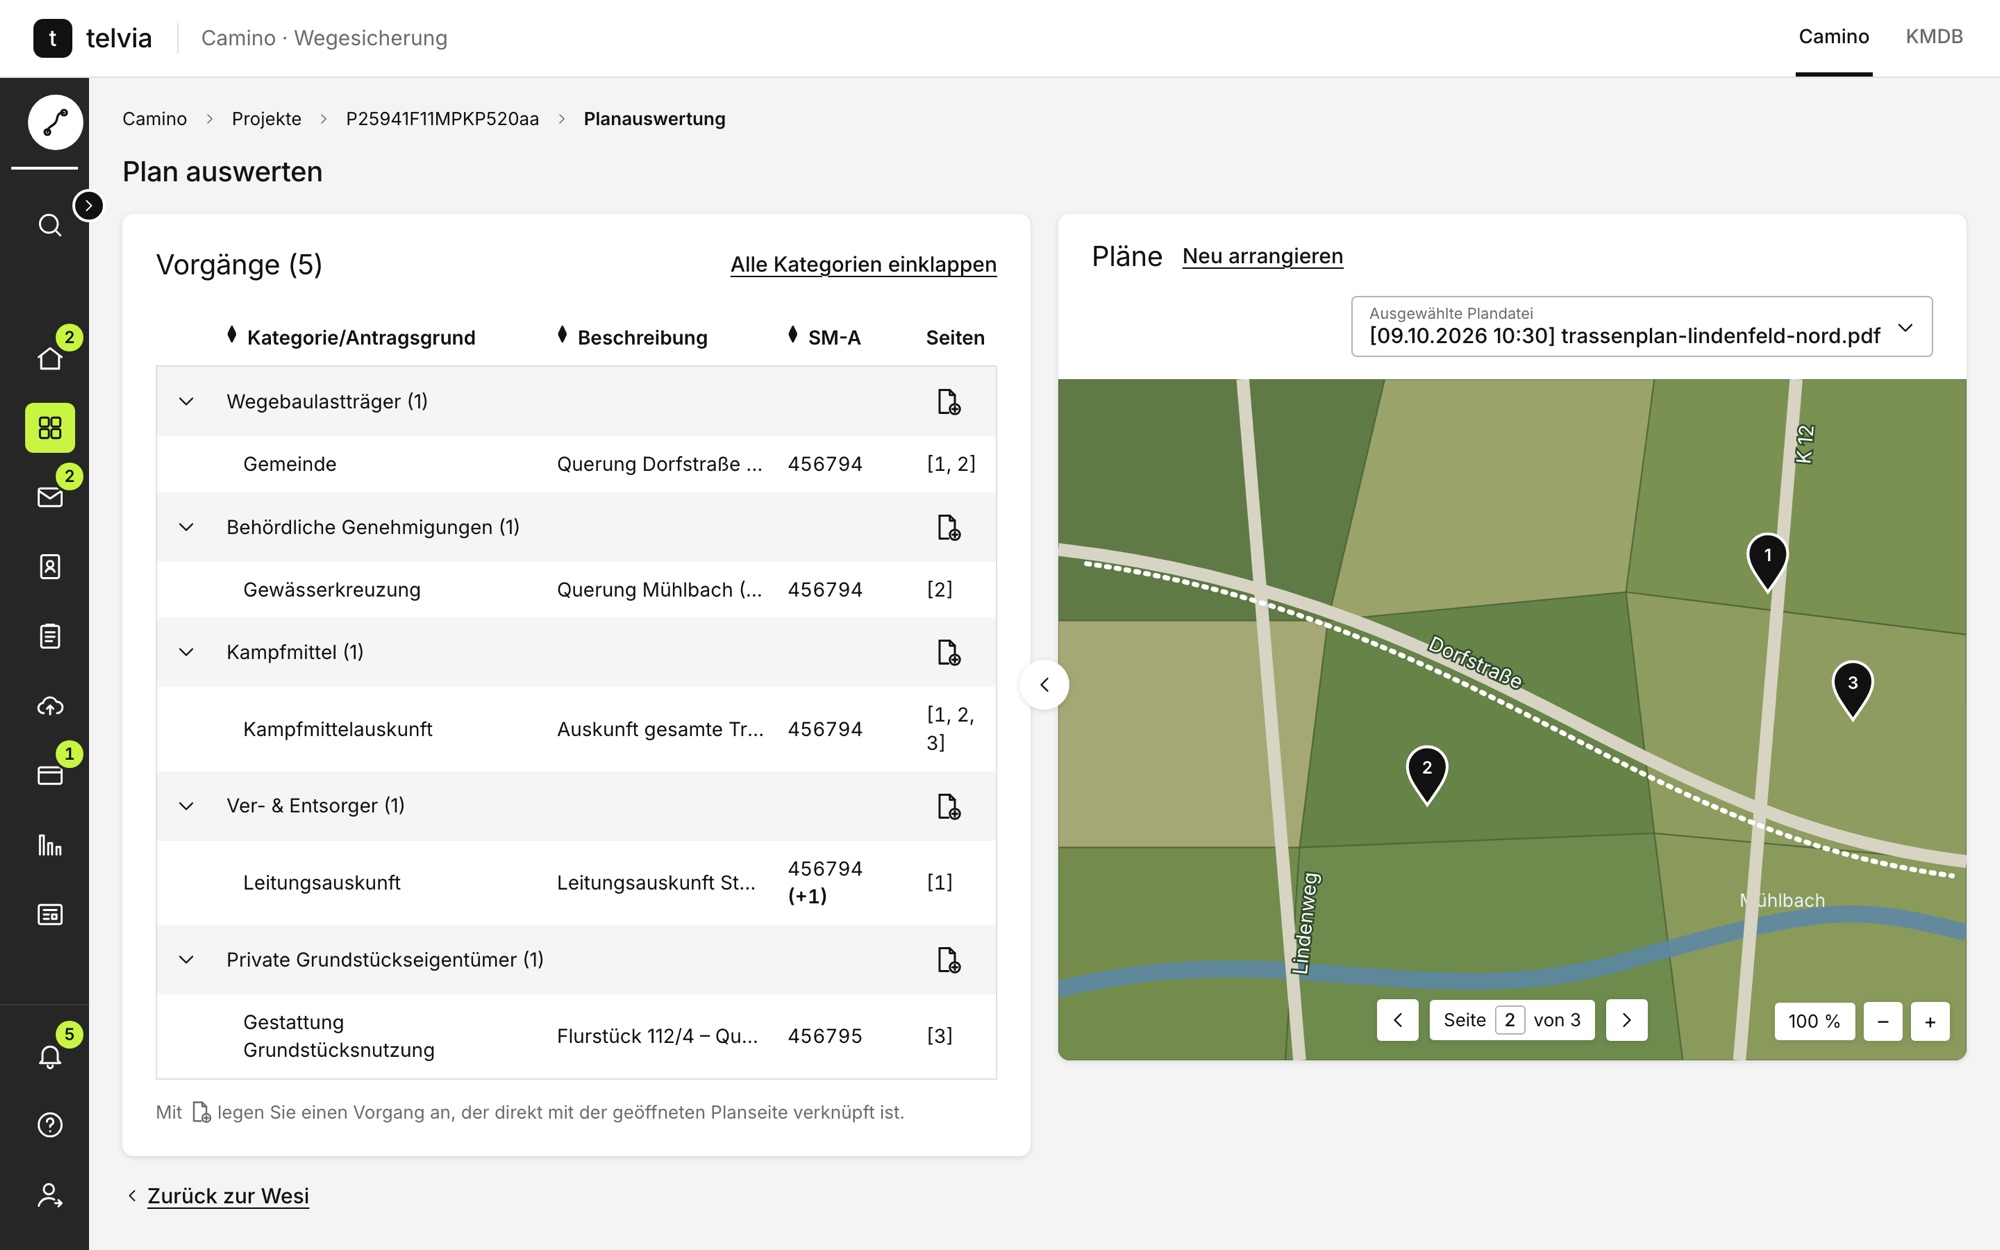 t telvia Camino · Wegesicherung Camino KMDB
Camino Projekte P25941F11MPKP520aa Planauswertung
Plan auswerten
Vorgänge (5) Alle Kategorien einklappen
Kategorie/Antragsgrund Beschreibung SM-A Seiten
Wegebaulastträger (1)
Gemeinde Querung Dorfstraße ... 456794 [1, 2]
Behördliche Genehmigungen (1)
Gewässerkreuzung Querung Mühlbach (... 456794 [2]
Kampfmittel (1)
Kampfmittelauskunft Auskunft gesamte Tr... 456794 [1, 2,
3]
Ver- & Entsorger (1)
Leitungsauskunft Leitungsauskunft St... 456794
(+1) [1]
Private Grundstückseigentümer (1)
Gestattung
Grundstücksnutzung Flurstück 112/4 – Qu... 456795 [3]
Mit legen Sie einen Vorgang an, der direkt mit der geöffneten Planseite verknüpft ist.
Zurück zur Wesi
2
2
1
5
Pläne Neu arrangieren
Ausgewählte Plandatei
[09.10.2026 10:30] trassenplan-lindenfeld-nord.pdf
K 12
1
Dorfstraße
3
2
Lindenweg
Mühlbach
Seite 2 von 3
100 % − +